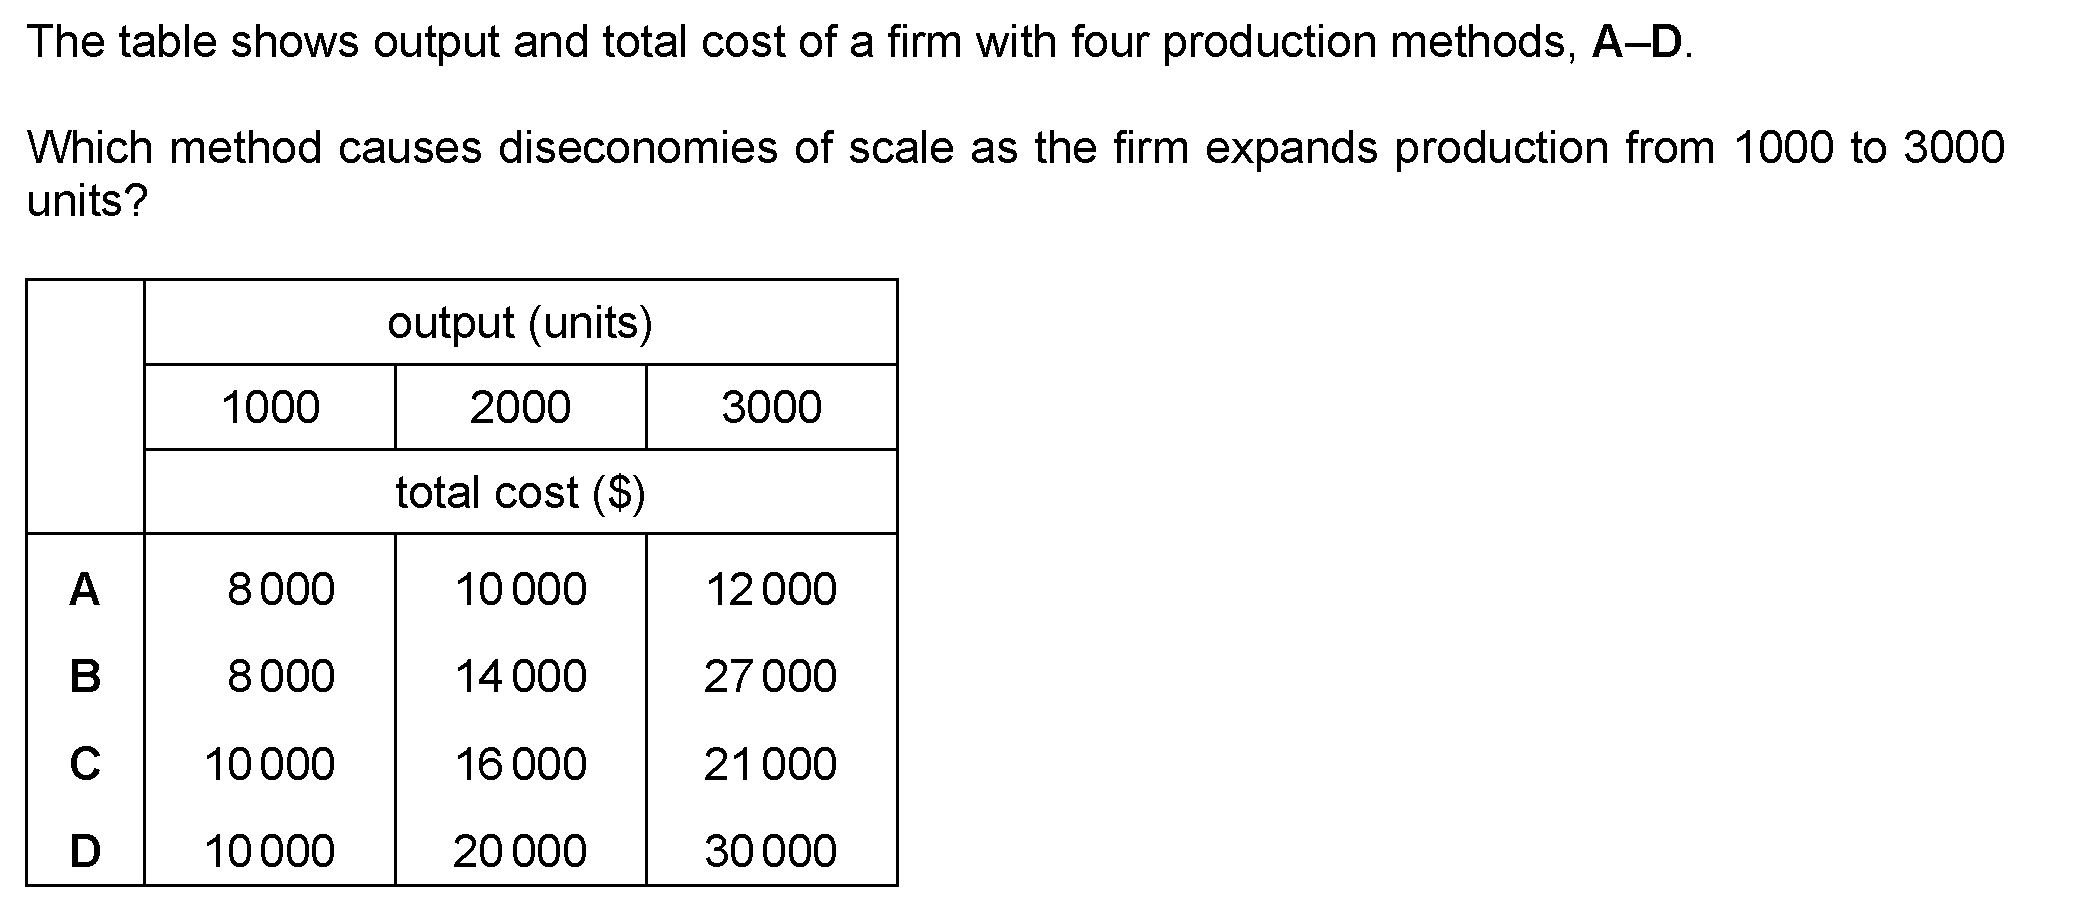 The table shows output and total cost of a firm with four production methods, A–D.
Which method causes diseconomies of scale as the firm expands production from 1000 to 3000
units?
output (units)
1000 2000 3000
total cost ($)
A 8 000 10 000 12 000
B 8 000 14 000 27 000
C 10 000 16 000 21 000
D 10 000 20 000 30 000